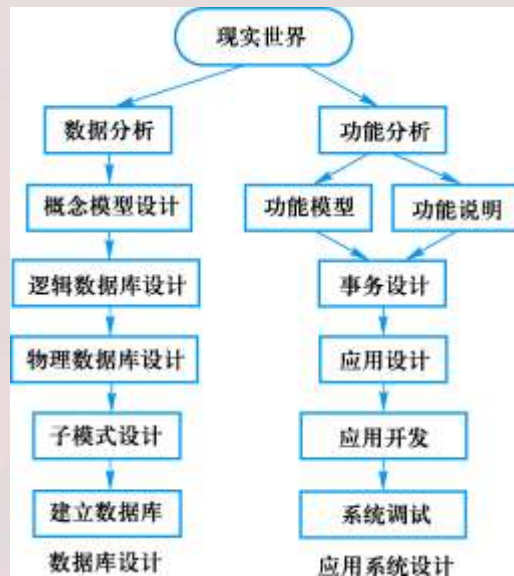 现实世界
数据分析
功能分析
概念模型设计
功能模型
功能说明
逻辑数据库设计
事务设计
物理数据库设计
应用设计
子模式设计
应用开发
建立数据库
系统调试
数据库设计
应用系统设计